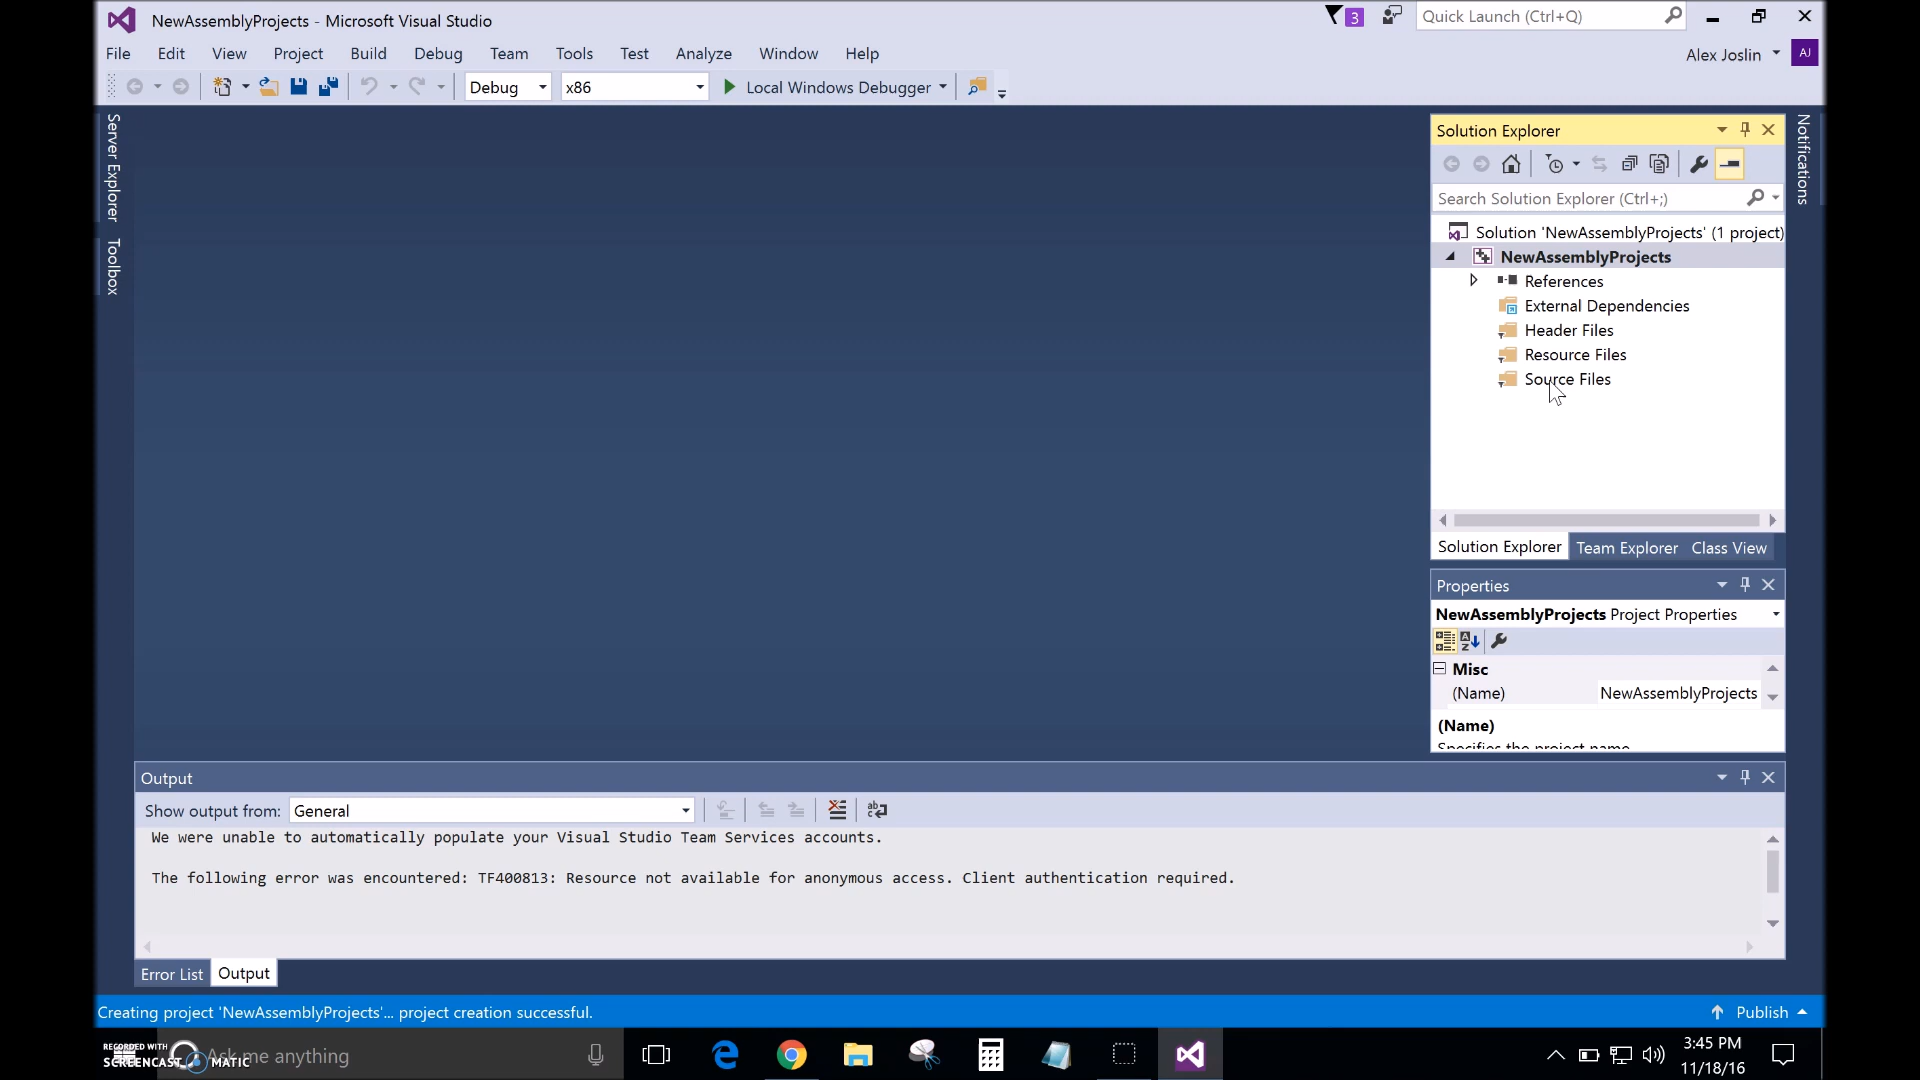 NewAssemblyProjects - Microsoft Visual Studio
3
Quick Launch (Ctrl+Q)
File Edit View Project Build Debug Team Tools Test Analyze Window Help
Alex Joslin
AJ
Debug
x86
Local Windows Debugger
Server Explorer
Toolbox
Notifications
Solution Explorer
Search Solution Explorer (Ctrl+;)
Solution 'NewAssemblyProjects' (1 project)
NewAssemblyProjects
References
External Dependencies
Header Files
Resource Files
Source Files
Solution Explorer Team Explorer Class View
Properties
NewAssemblyProjects Project Properties
Misc
(Name) NewAssemblyProjects
(Name)
Specifies the project name
Output
Show output from: General
We were unable to automatically populate your Visual Studio Team Services accounts.
The following error was encountered: TF400813: Resource not available for anonymous access. Client authentication required.
Error List Output
Creating project 'NewAssemblyProjects'... project creation successful.
Publish
RECORDED WITH
SCREENCAST MATIC
Ask me anything
3:45 PM
11/18/16